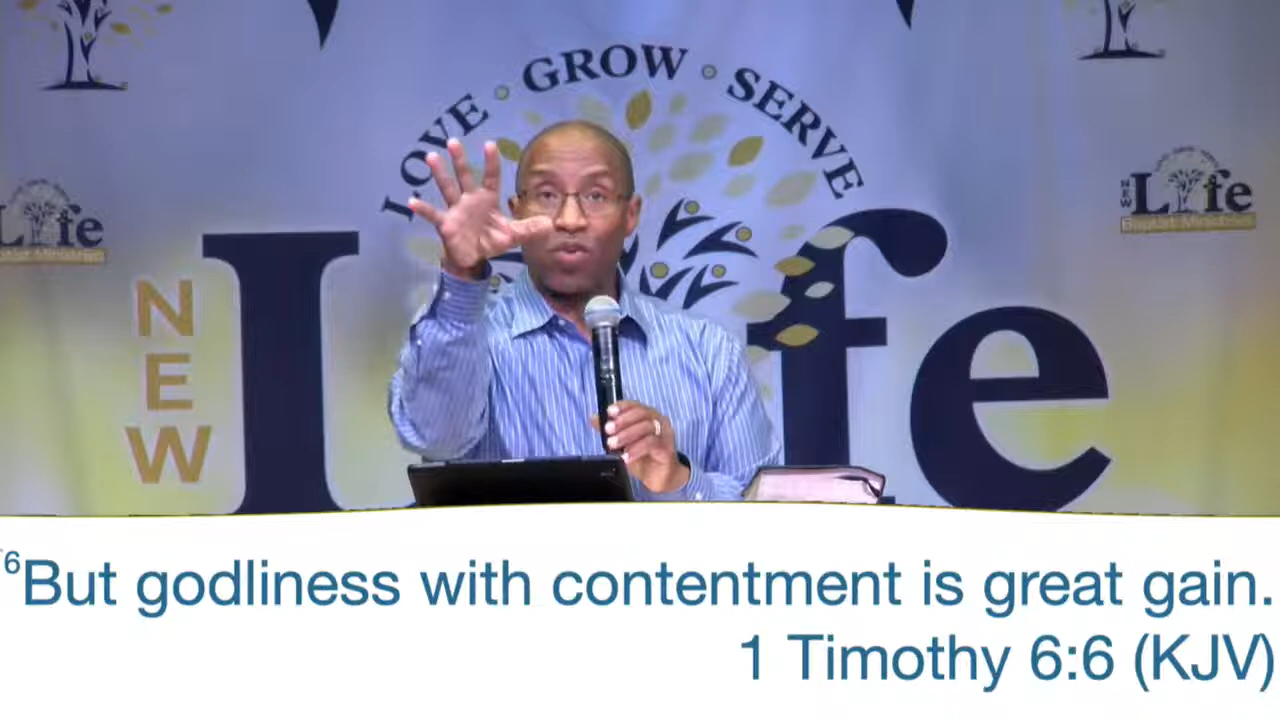 LOVE • GROW • SERVE
NEW
Life
Life
NEW
Life
⁶But godliness with contentment is great gain.
1 Timothy 6:6 (KJV)